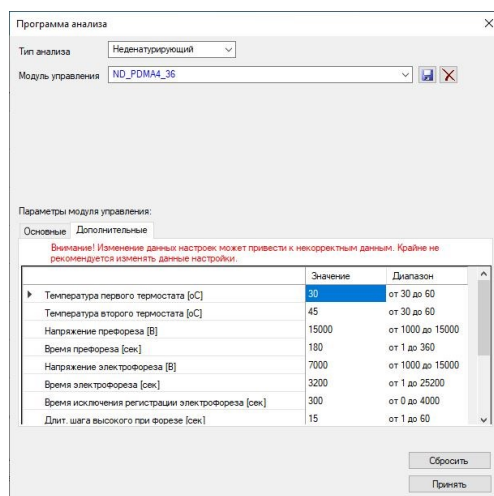 Программа анализа
Тип анализа Неденатурирующий
Модуль управления ND_PDMA4_36
Параметры модуля управления:
Основные Дополнительные
Внимание! Изменение данных настроек может привести к некорректным данным. Крайне не
рекомендуется изменять данные настройки.
Значение Диапазон
Температура первого термостата [оС] 30 от 30 до 60
Температура второго термостата [оС] 45 от 30 до 60
Напряжение префореза [В] 15000 от 1000 до 15000
Время префореза [сек] 180 от 1 до 360
Напряжение электрофореза [В] 7000 от 1000 до 15000
Время электрофореза [сек] 3200 от 1 до 25200
Время исключения регистрации электрофореза [сек] 300 от 0 до 4000
Длит. шага высокого при форезе [сек] 15 от 1 до 60
Сбросить
Принять